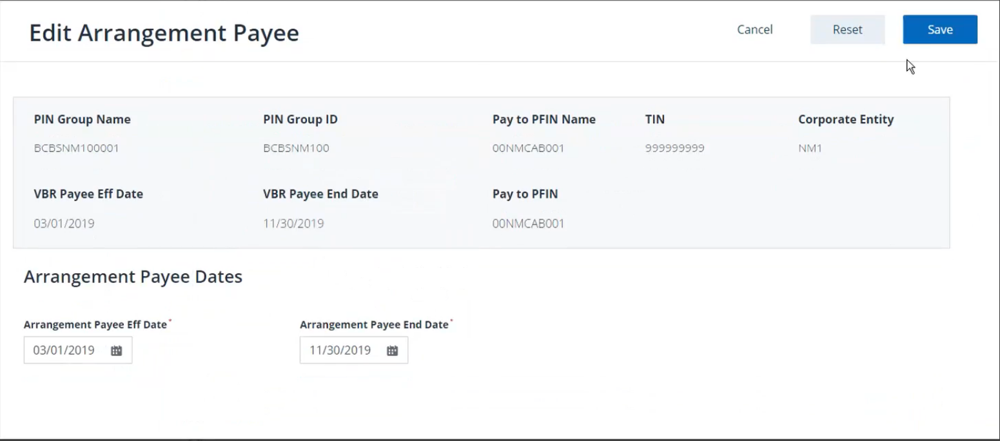 Edit Arrangement Payee
Cancel Reset Save
PIN Group Name PIN Group ID Pay to PFIN Name TIN Corporate Entity
BCBSNM100001 BCBSNM100 00NMCAB001 999999999 NM1
VBR Payee Eff Date VBR Payee End Date Pay to PFIN
03/01/2019 11/30/2019 00NMCAB001
Arrangement Payee Dates
Arrangement Payee Eff Date* Arrangement Payee End Date*
03/01/2019 11/30/2019